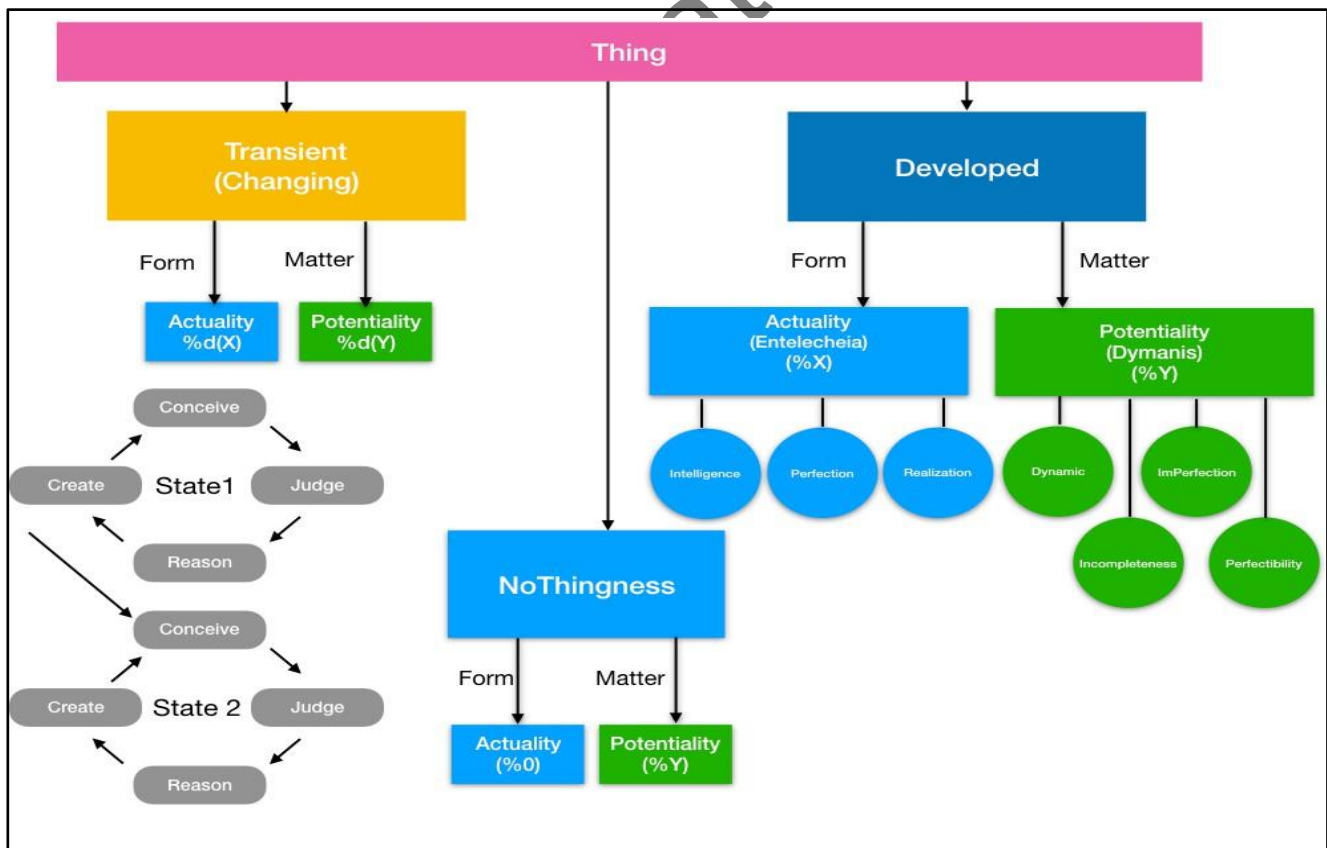 Thing
Transient
(Changing)
Developed
Form
Matter
Form
Matter
Actuality
%d(X)
Potentiality
%d(Y)
Actuality
(Entelecheia)
(%X)
Potentiality
(Dymanis)
(%Y)
Conceive
Create
State1
Judge
Reason
Intelligence
Perfection
Realization
Dynamic
ImPerfection
Incompleteness
Perfectibility
NoThingness
Conceive
Create
State 2
Judge
Reason
Form
Matter
Actuality
(%0)
Potentiality
(%Y)